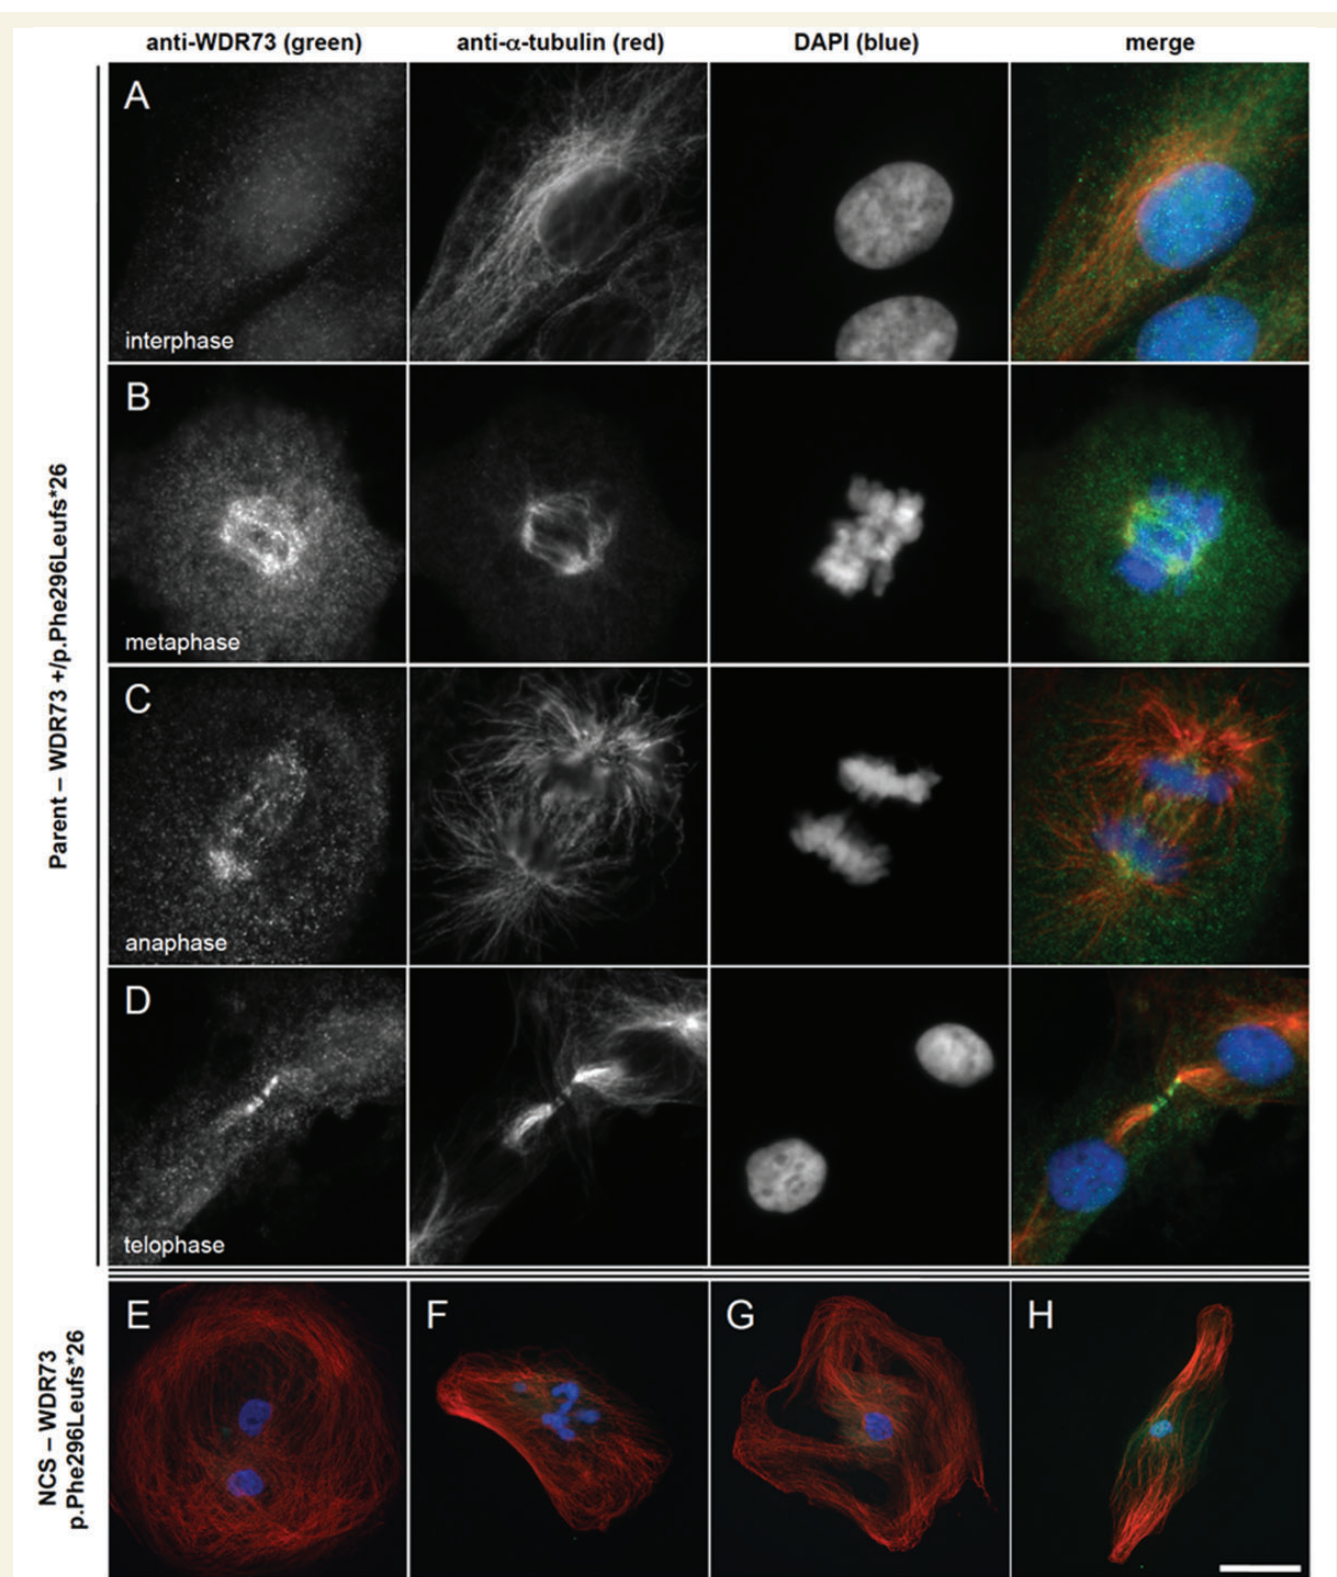 anti-WDR73 (green) anti-α-tubulin (red) DAPI (blue) merge
Parent – WDR73 +/p.Phe296Leufs*26
A
interphase
B
metaphase
C
anaphase
D
telophase
NCS – WDR73
p.Phe296Leufs*26
E F G H